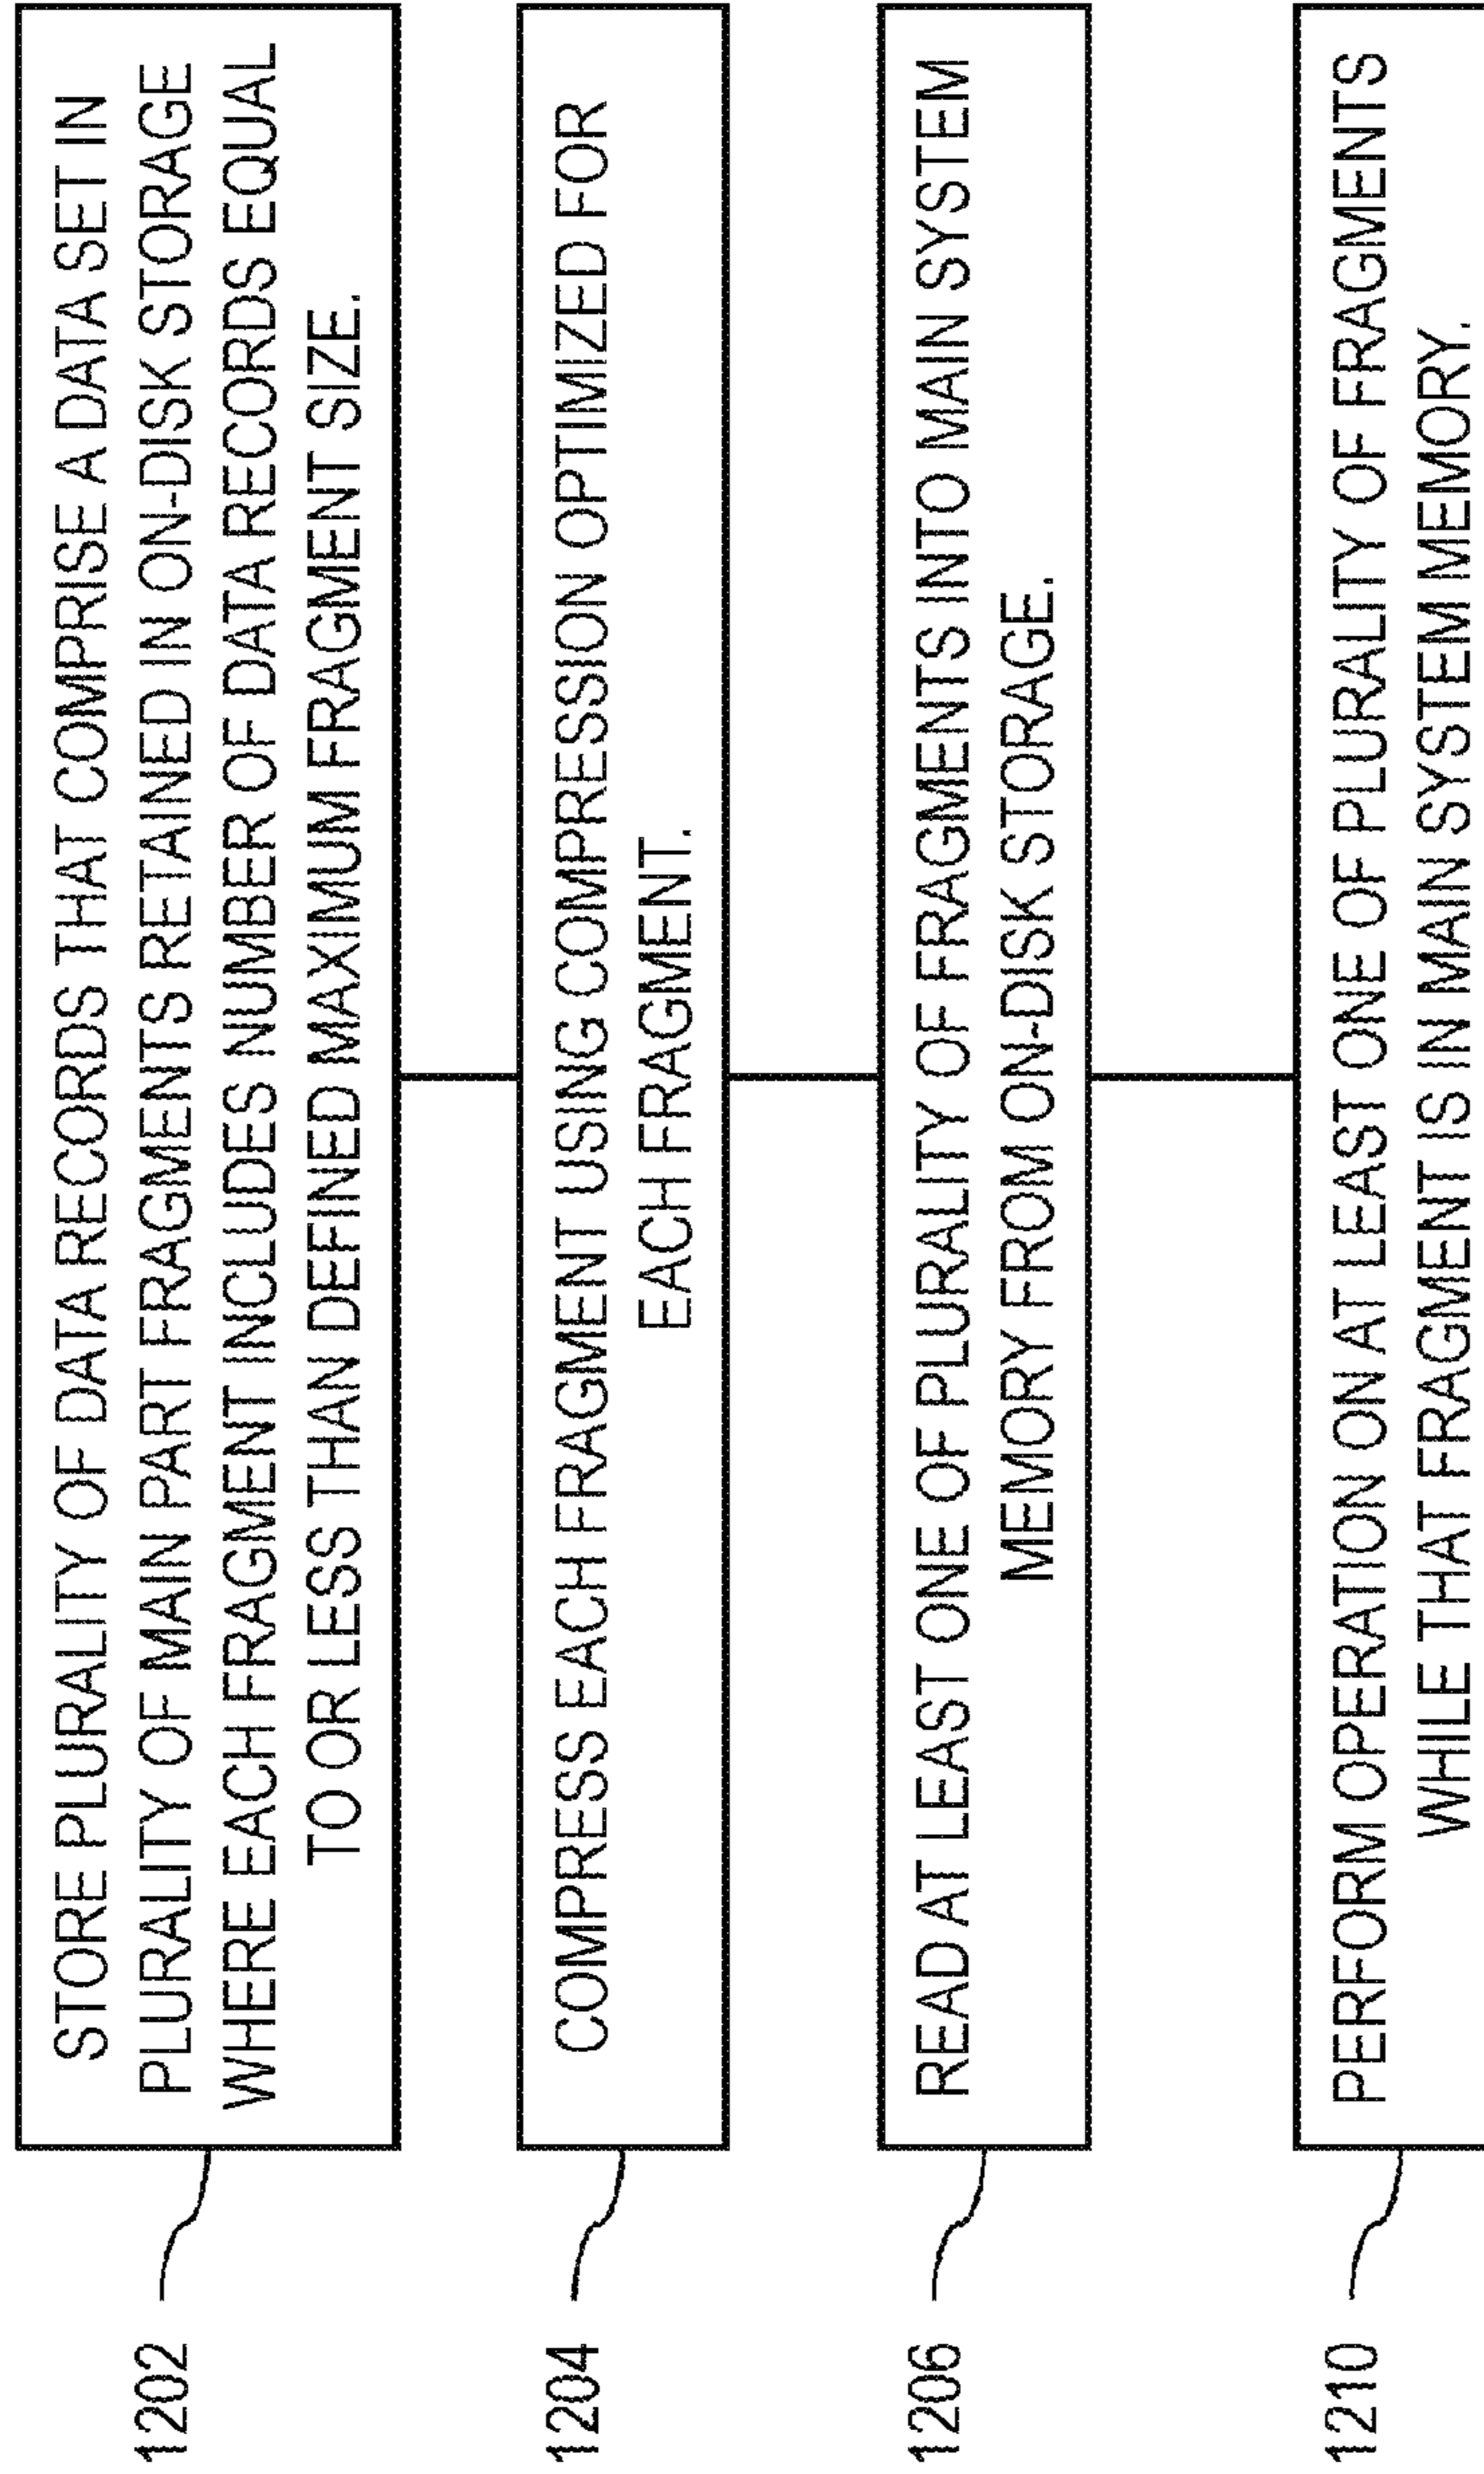 1202
STORE PLURALITY OF DATA RECORDS THAT COMPRISE A DATA SET IN
PLURALITY OF MAIN PART FRAGMENTS RETAINED IN ON-DISK STORAGE
WHERE EACH FRAGMENT INCLUDES NUMBER OF DATA RECORDS EQUAL
TO OR LESS THAN DEFINED MAXIMUM FRAGMENT SIZE.
1204
COMPRESS EACH FRAGMENT USING COMPRESSION OPTIMIZED FOR
EACH FRAGMENT.
1206
READ AT LEAST ONE OF PLURALITY OF FRAGMENTS INTO MAIN SYSTEM
MEMORY FROM ON-DISK STORAGE.
1210
PERFORM OPERATION ON AT LEAST ONE OF PLURALITY OF FRAGMENTS
WHILE THAT FRAGMENT IS IN MAIN SYSTEM MEMORY.